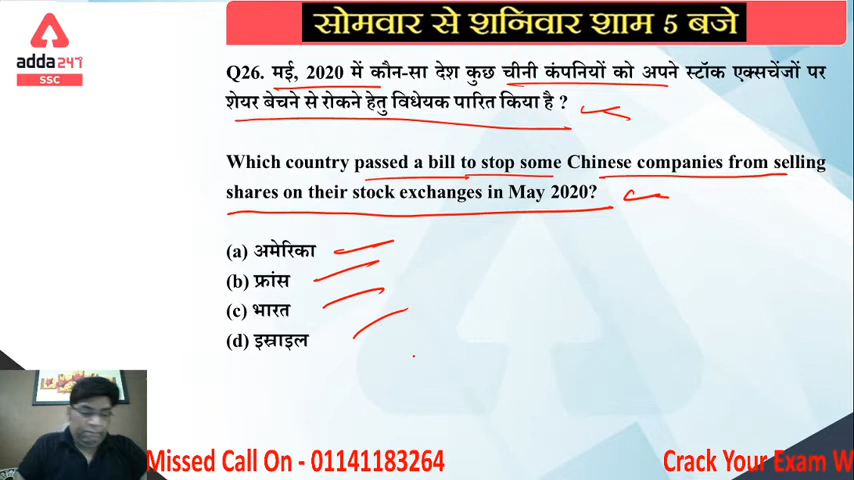 सोमवार से शनिवार शाम 5 बजे
adda247
SSC
Q26. मई, 2020 में कौन-सा देश कुछ चीनी कंपनियों को अपने स्टॉक एक्सचेंजों पर
शेयर बेचने से रोकने हेतु विधेयक पारित किया है ?
Which country passed a bill to stop some Chinese companies from selling
shares on their stock exchanges in May 2020?
(a) अमेरिका
(b) फ्रांस
(c) भारत
(d) इस्राइल
Missed Call On - 01141183264
Crack Your Exam W